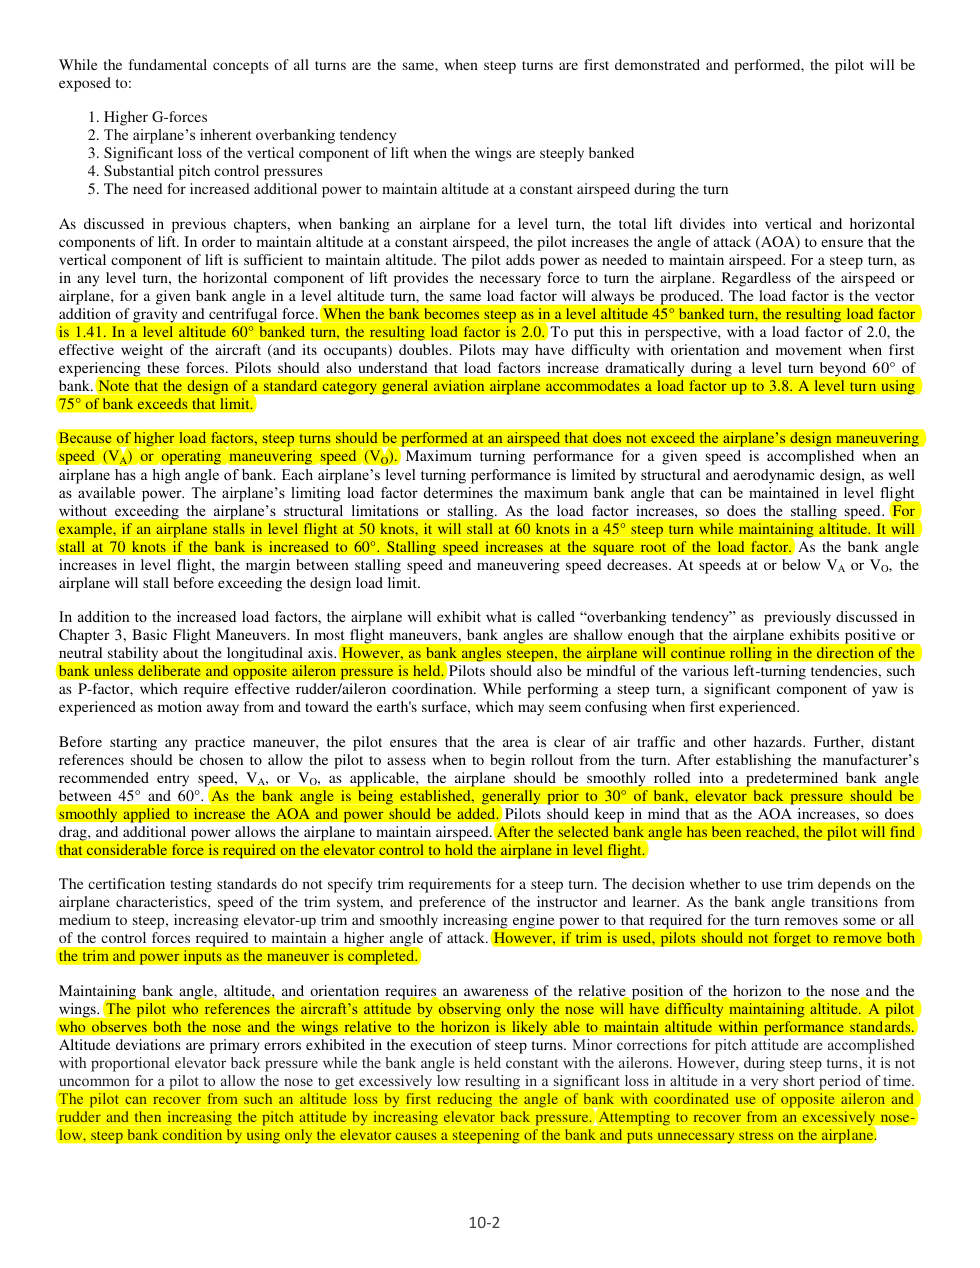 While the fundamental concepts of all turns are the same, when steep turns are first demonstrated and performed, the pilot will be
exposed to:
1. Higher G-forces
2. The airplane’s inherent overbanking tendency
3. Significant loss of the vertical component of lift when the wings are steeply banked
4. Substantial pitch control pressures
5. The need for increased additional power to maintain altitude at a constant airspeed during the turn
As discussed in previous chapters, when banking an airplane for a level turn, the total lift divides into vertical and horizontal
components of lift. In order to maintain altitude at a constant airspeed, the pilot increases the angle of attack (AOA) to ensure that the
vertical component of lift is sufficient to maintain altitude. The pilot adds power as needed to maintain airspeed. For a steep turn, as
in any level turn, the horizontal component of lift provides the necessary force to turn the airplane. Regardless of the airspeed or
airplane, for a given bank angle in a level altitude turn, the same load factor will always be produced. The load factor is the vector
addition of gravity and centrifugal force. When the bank becomes steep as in a level altitude 45° banked turn, the resulting load factor
is 1.41. In a level altitude 60° banked turn, the resulting load factor is 2.0. To put this in perspective, with a load factor of 2.0, the
effective weight of the aircraft (and its occupants) doubles. Pilots may have difficulty with orientation and movement when first
experiencing these forces. Pilots should also understand that load factors increase dramatically during a level turn beyond 60° of
bank. Note that the design of a standard category general aviation airplane accommodates a load factor up to 3.8. A level turn using
75° of bank exceeds that limit.
Because of higher load factors, steep turns should be performed at an airspeed that does not exceed the airplane’s design maneuvering
speed (VA) or operating maneuvering speed (VO). Maximum turning performance for a given speed is accomplished when an
airplane has a high angle of bank. Each airplane’s level turning performance is limited by structural and aerodynamic design, as well
as available power. The airplane’s limiting load factor determines the maximum bank angle that can be maintained in level flight
without exceeding the airplane’s structural limitations or stalling. As the load factor increases, so does the stalling speed. For
example, if an airplane stalls in level flight at 50 knots, it will stall at 60 knots in a 45° steep turn while maintaining altitude. It will
stall at 70 knots if the bank is increased to 60°. Stalling speed increases at the square root of the load factor. As the bank angle
increases in level flight, the margin between stalling speed and maneuvering speed decreases. At speeds at or below VA or VO, the
airplane will stall before exceeding the design load limit.
In addition to the increased load factors, the airplane will exhibit what is called “overbanking tendency” as previously discussed in
Chapter 3, Basic Flight Maneuvers. In most flight maneuvers, bank angles are shallow enough that the airplane exhibits positive or
neutral stability about the longitudinal axis. However, as bank angles steepen, the airplane will continue rolling in the direction of the
bank unless deliberate and opposite aileron pressure is held. Pilots should also be mindful of the various left-turning tendencies, such
as P-factor, which require effective rudder/aileron coordination. While performing a steep turn, a significant component of yaw is
experienced as motion away from and toward the earth's surface, which may seem confusing when first experienced.
Before starting any practice maneuver, the pilot ensures that the area is clear of air traffic and other hazards. Further, distant
references should be chosen to allow the pilot to assess when to begin rollout from the turn. After establishing the manufacturer’s
recommended entry speed, VA, or VO, as applicable, the airplane should be smoothly rolled into a predetermined bank angle
between 45° and 60°. As the bank angle is being established, generally prior to 30° of bank, elevator back pressure should be
smoothly applied to increase the AOA and power should be added. Pilots should keep in mind that as the AOA increases, so does
drag, and additional power allows the airplane to maintain airspeed. After the selected bank angle has been reached, the pilot will find
that considerable force is required on the elevator control to hold the airplane in level flight.
The certification testing standards do not specify trim requirements for a steep turn. The decision whether to use trim depends on the
airplane characteristics, speed of the trim system, and preference of the instructor and learner. As the bank angle transitions from
medium to steep, increasing elevator-up trim and smoothly increasing engine power to that required for the turn removes some or all
of the control forces required to maintain a higher angle of attack. However, if trim is used, pilots should not forget to remove both
the trim and power inputs as the maneuver is completed.
Maintaining bank angle, altitude, and orientation requires an awareness of the relative position of the horizon to the nose and the
wings. The pilot who references the aircraft’s attitude by observing only the nose will have difficulty maintaining altitude. A pilot
who observes both the nose and the wings relative to the horizon is likely able to maintain altitude within performance standards.
Altitude deviations are primary errors exhibited in the execution of steep turns. Minor corrections for pitch attitude are accomplished
with proportional elevator back pressure while the bank angle is held constant with the ailerons. However, during steep turns, it is not
uncommon for a pilot to allow the nose to get excessively low resulting in a significant loss in altitude in a very short period of time.
The pilot can recover from such an altitude loss by first reducing the angle of bank with coordinated use of opposite aileron and
rudder and then increasing the pitch attitude by increasing elevator back pressure. Attempting to recover from an excessively nose-
low, steep bank condition by using only the elevator causes a steepening of the bank and puts unnecessary stress on the airplane.
10-2